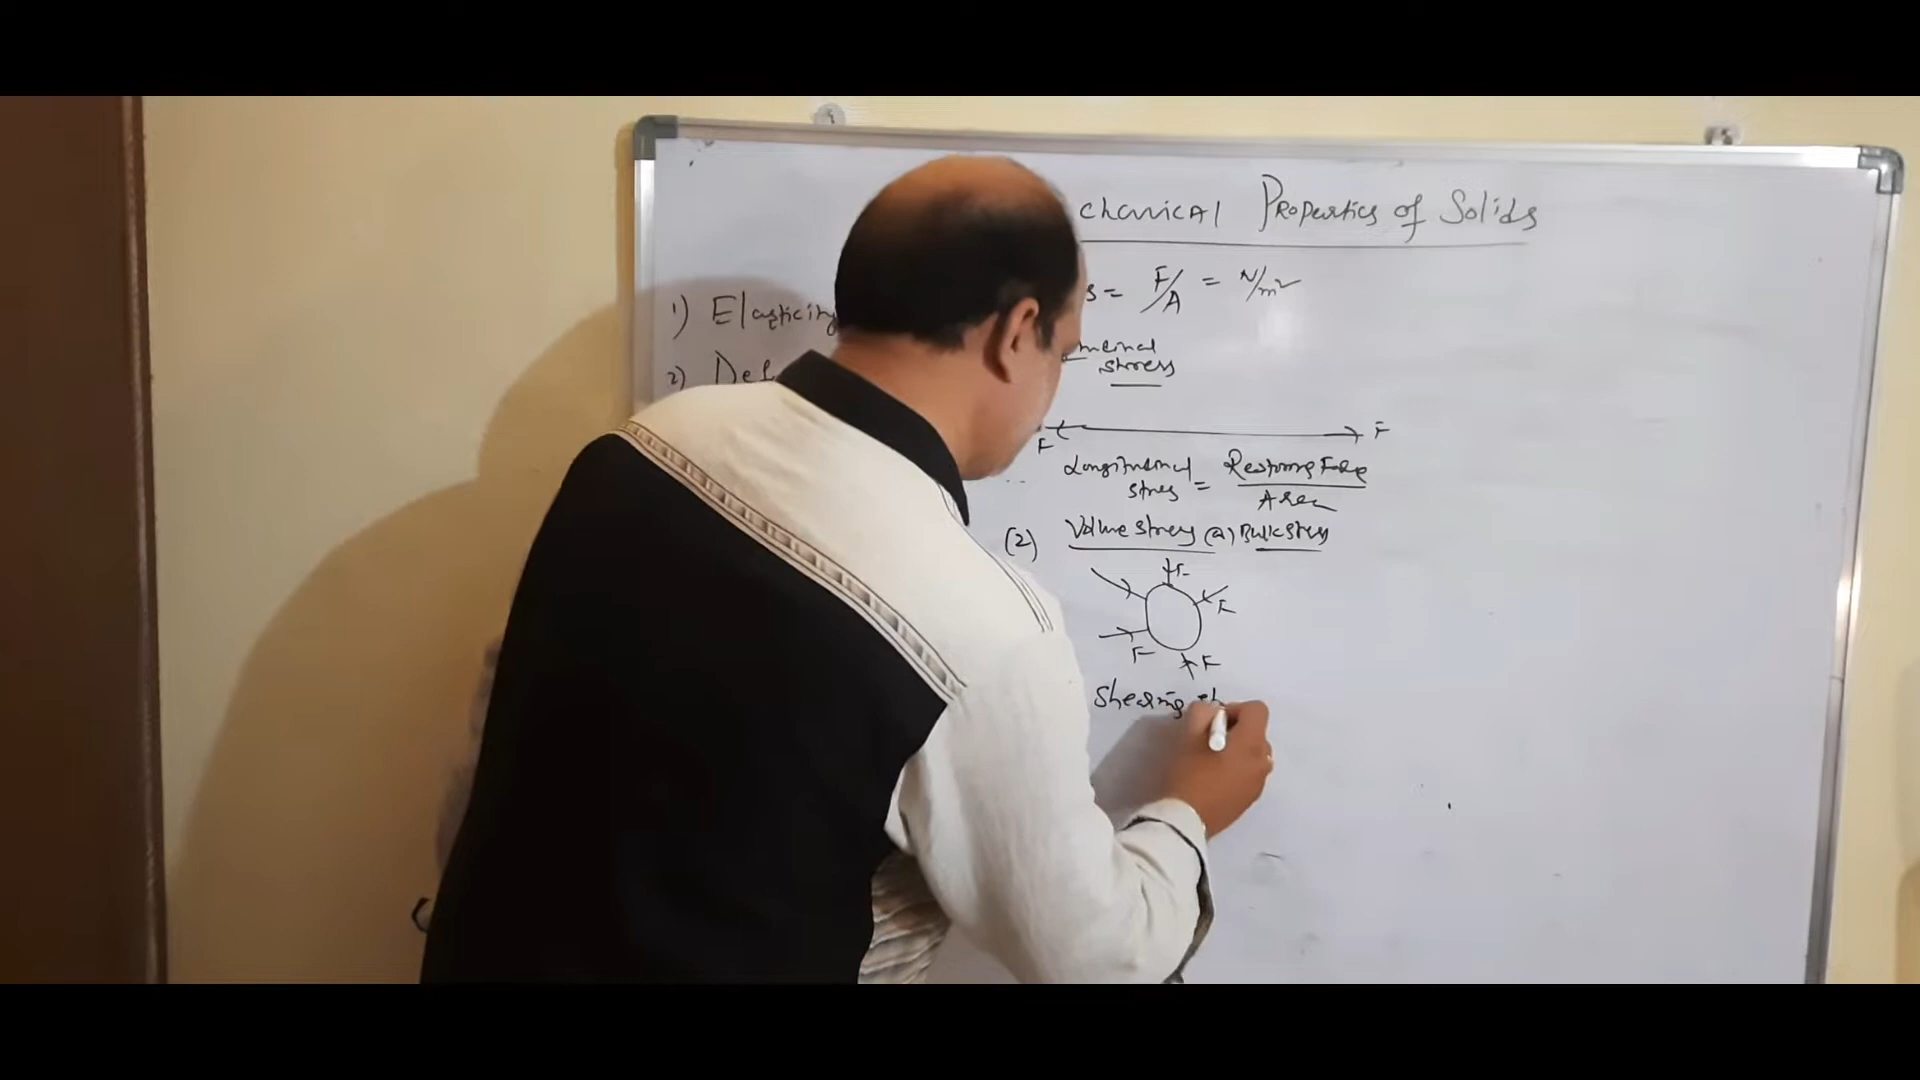 chanical Properties of Solids
1) Elasticity
s = F/A = N/m²
2) Def
stress
F F
Longitudinal stress = Restoring Force / Area
(2) Volume stress (or) Bulk stress
F
F
F
F
Shearing st